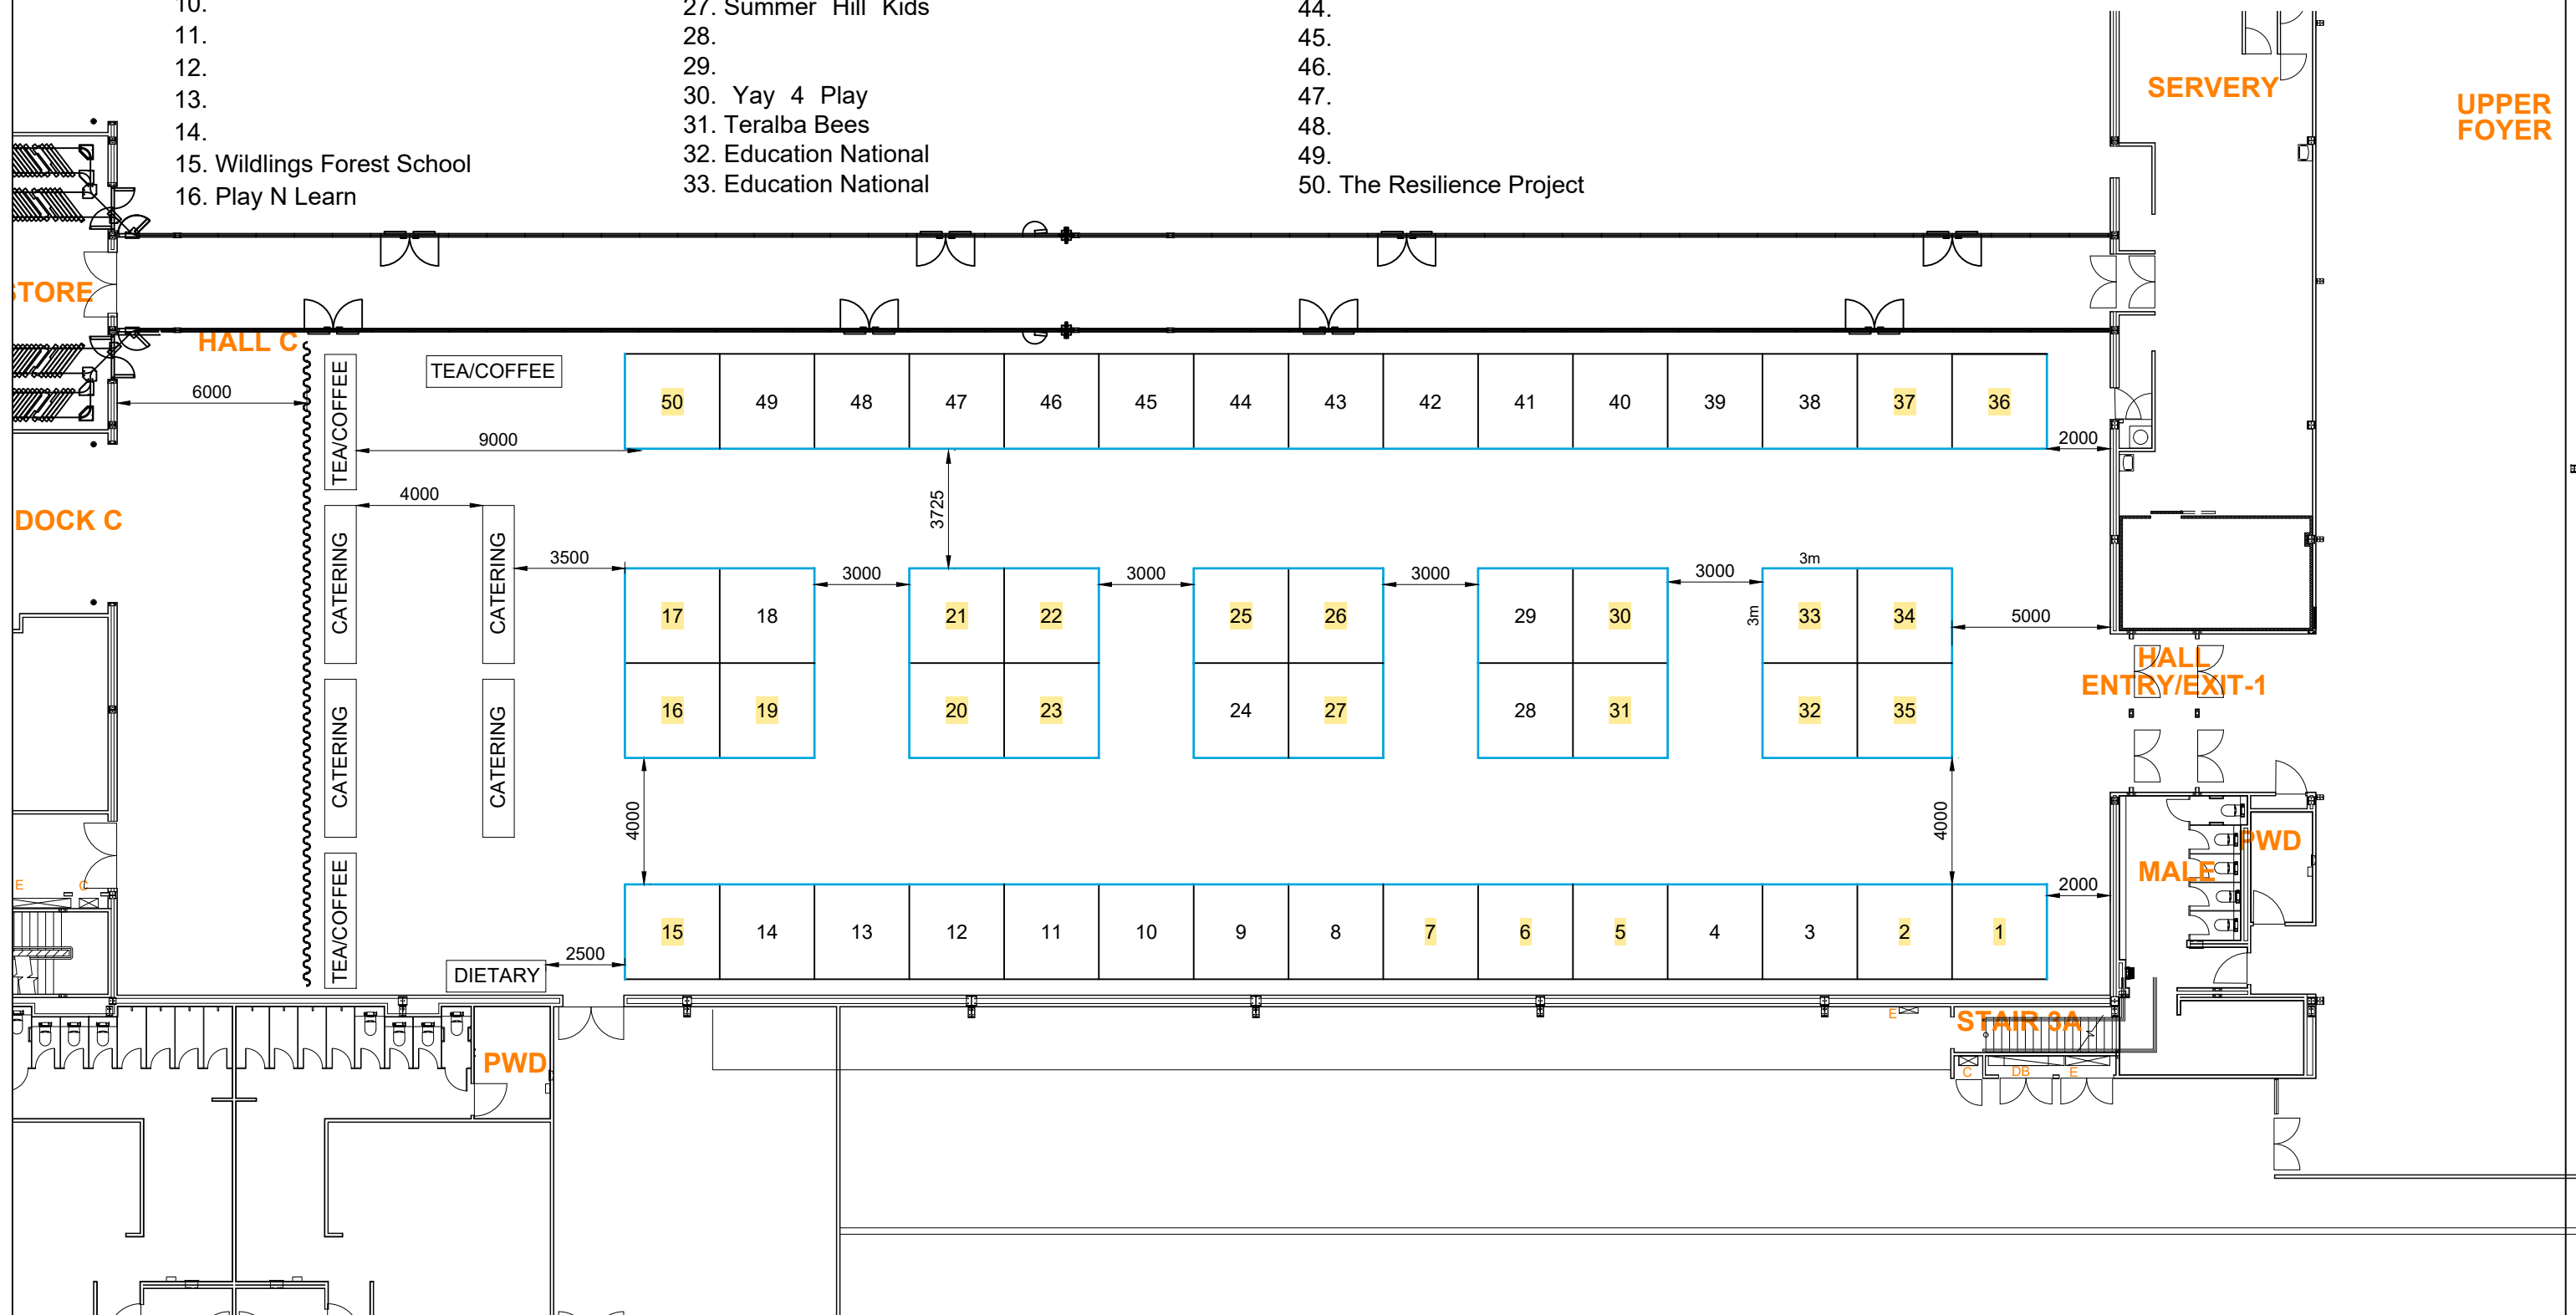 10.
11.
12.
13.
14.
15. Wildlings Forest School
16. Play N Learn
27. Summer Hill Kids
28.
29.
30. Yay 4 Play
31. Teralba Bees
32. Education National
33. Education National
44.
45.
46.
47.
48.
49.
50. The Resilience Project
SERVERY
UPPER
FOYER
STORE
HALL C
6000
TEA/COFFEE
TEA/COFFEE
9000
50 49 48 47 46 45 44 43 42 41 40 39 38 37 36
2000
DOCK C
4000
3725
CATERING
CATERING
3500
3000
3000
3000
3000
3m
3m
5000
17 18 21 22 25 26 29 30 33 34
16 19 20 23 24 27 28 31 32 35
HALL
ENTRY/EXIT-1
CATERING
CATERING
4000
4000
PWD
MALE
E C
TEA/COFFEE
2000
DIETARY
2500
15 14 13 12 11 10 9 8 7 6 5 4 3 2 1
E
STAIR 3A
PWD
C DB E